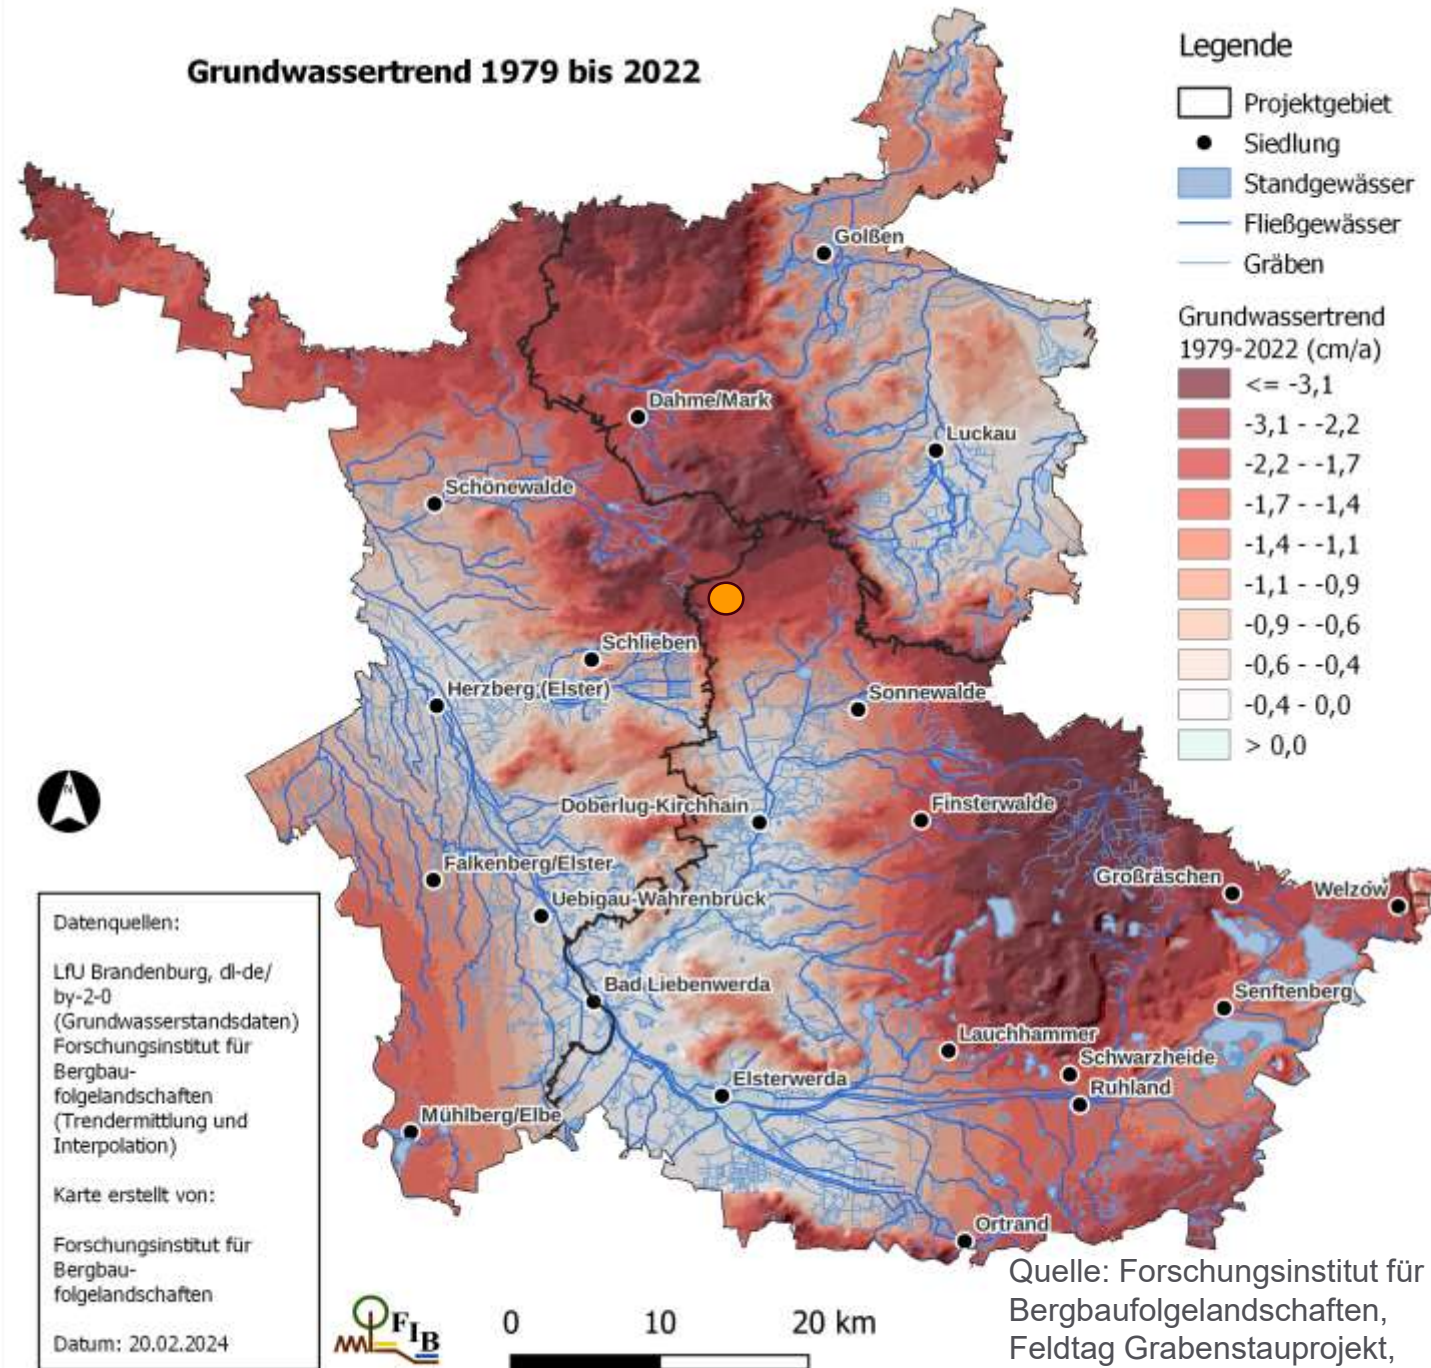 Grundwassertrend 1979 bis 2022
Legende
Projektgebiet
Siedlung
Standgewässer
Fließgewässer
Gräben
Grundwassertrend
1979-2022 (cm/a)
<= -3,1
-3,1 - -2,2
-2,2 - -1,7
-1,7 - -1,4
-1,4 - -1,1
-1,1 - -0,9
-0,9 - -0,6
-0,6 - -0,4
-0,4 - 0,0
> 0,0
Golßen
Dahme/Mark
Luckau
Schönewalde
Schlieben
Herzberg (Elster)
Sonnewalde
Doberlug-Kirchhain
Finsterwalde
Falkenberg/Elster
Großräschen
Welzow
Uebigau-Wahrenbrück
Bad Liebenwerda
Senftenberg
Lauchhammer
Schwarzheide
Elsterwerda
Ruhland
Mühlberg/Elbe
Ortrand
N
Datenquellen:
LfU Brandenburg, dl-de/
by-2-0
(Grundwasserstandsdaten)
Forschungsinstitut für
Bergbau-
folgelandschaften
(Trendermittlung und
Interpolation)
Karte erstellt von:
Forschungsinstitut für
Bergbau-
folgelandschaften
Datum: 20.02.2024
FIB
0 10 20 km
Quelle: Forschungsinstitut für
Bergbaufolgelandschaften,
Feldtag Grabenstauprojekt,